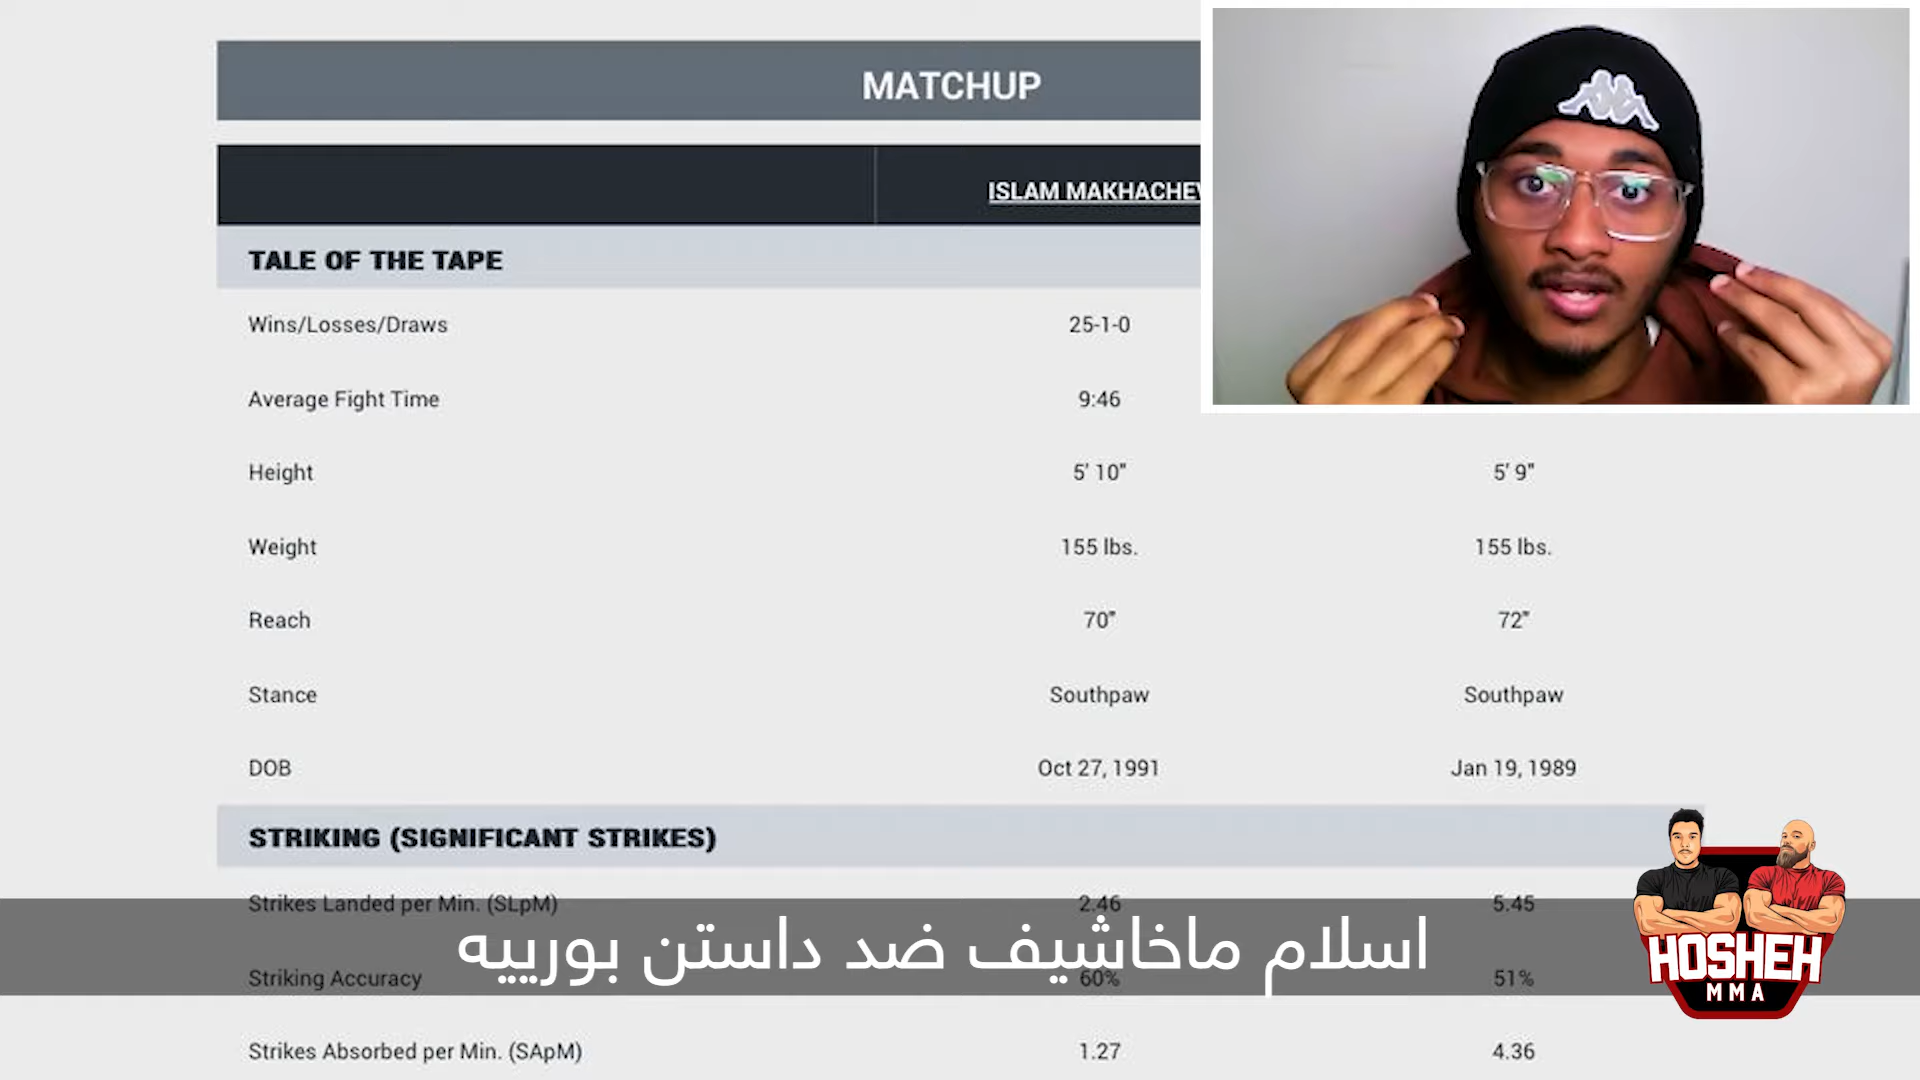 MATCHUP
ISLAM MAKHACHEV
TALE OF THE TAPE
Wins/Losses/Draws 25-1-0
Average Fight Time 9:46
Height 5' 10" 5' 9"
Weight 155 lbs. 155 lbs.
Reach 70" 72"
Stance Southpaw Southpaw
DOB Oct 27, 1991 Jan 19, 1989
STRIKING (SIGNIFICANT STRIKES)
Strikes Landed per Min. (SLpM) 2.46 5.45
اسلام ماخاشيف ضد داستن بورييه
Striking Accuracy 60% 51%
Strikes Absorbed per Min. (SApM) 1.27 4.36
HOSHEH
MMA